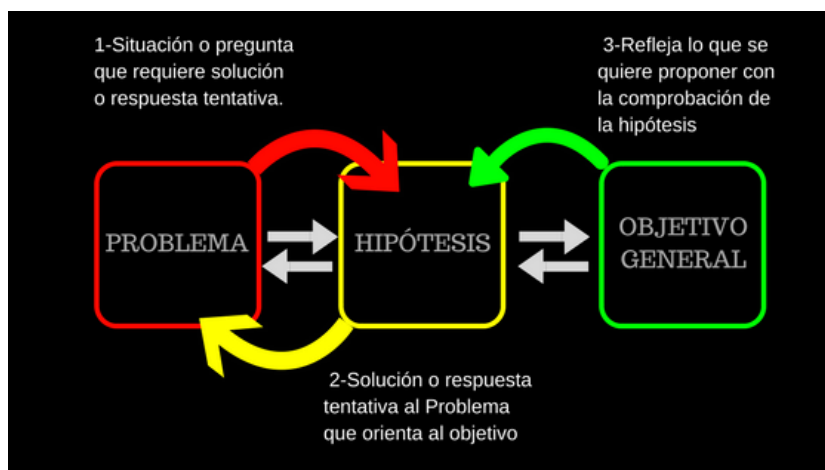 1-Situación o pregunta
que requiere solución
o respuesta tentativa.
3-Refleja lo que se
quiere proponer con
la comprobación de
la hipótesis
PROBLEMA
HIPÓTESIS
OBJETIVO
GENERAL
2-Solución o respuesta
tentativa al Problema
que orienta al objetivo